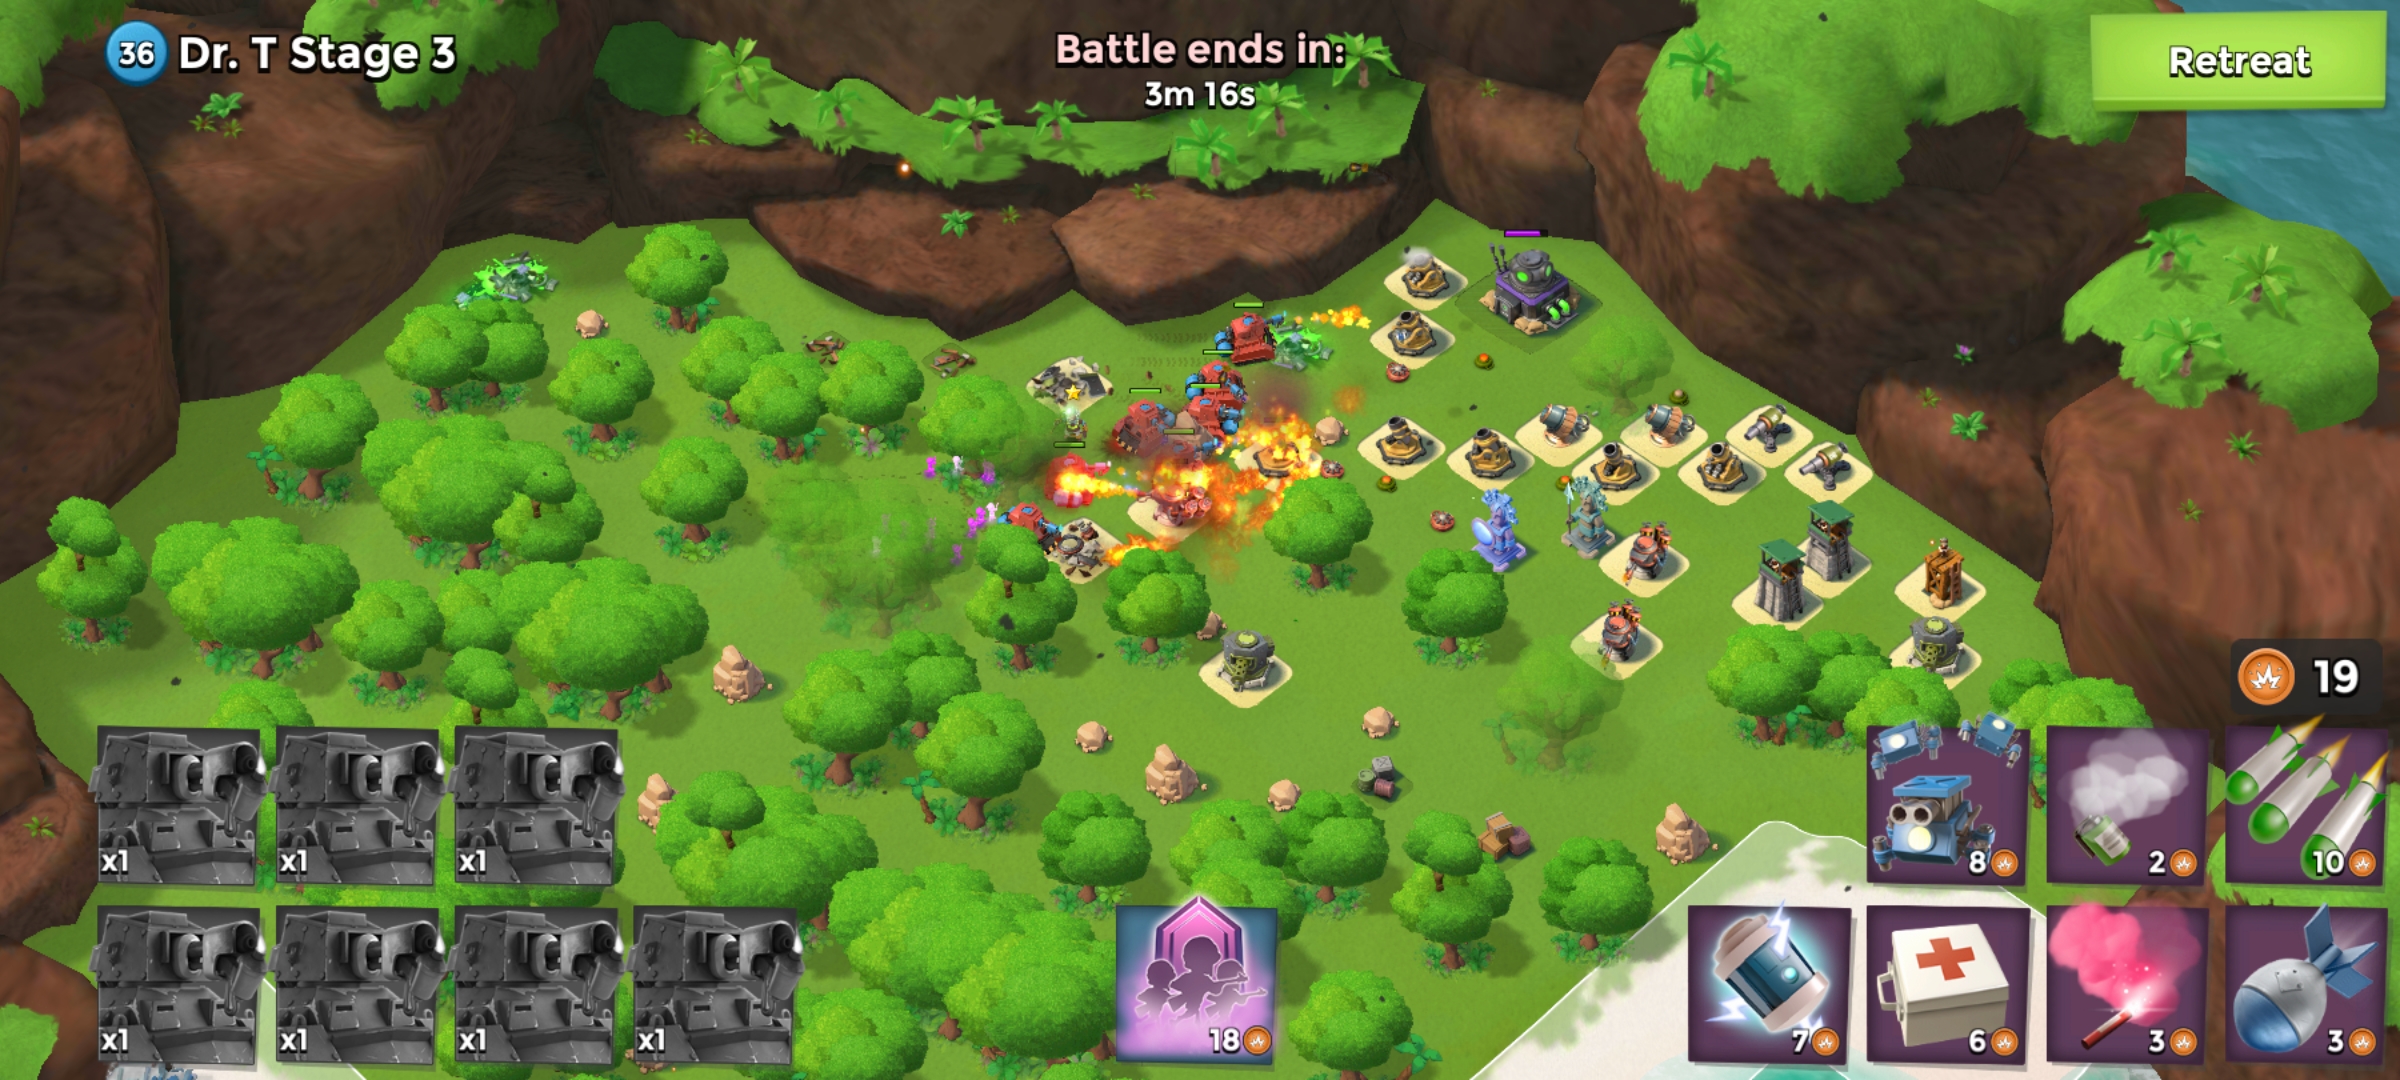 36 Dr. T Stage 3
Battle ends in:
3m 16s
Retreat
19
x1 x1 x1
8 2 10
x1 x1 x1 x1
18
7 6 3 3